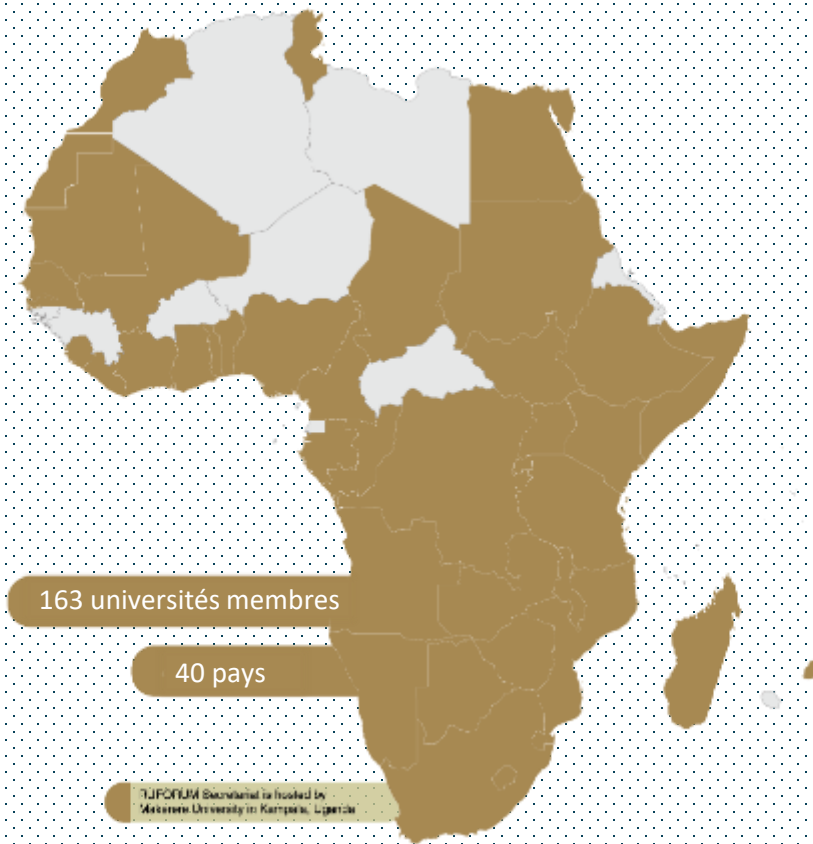 163 universités membres
40 pays
RUFORUM Secretariat is hosted by
Makerere University in Kampala, Uganda